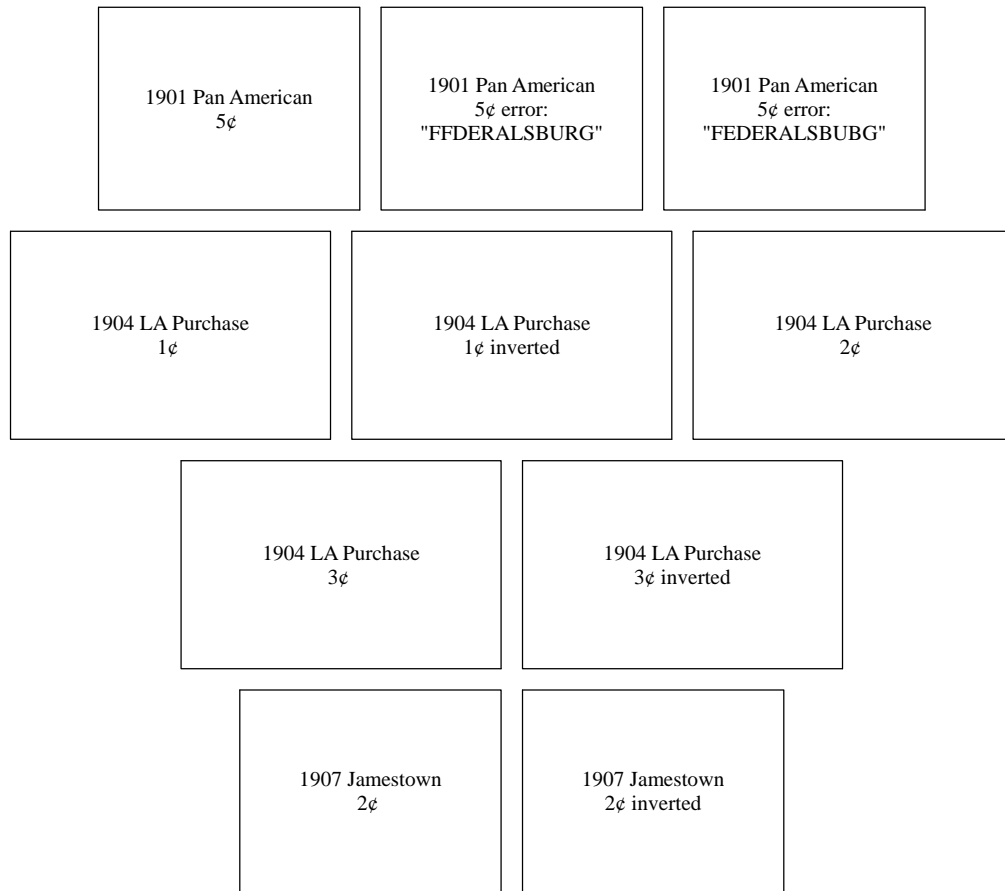 1901 Pan American
5¢
1901 Pan American
5¢ error:
"FFDERALSBURG"
1901 Pan American
5¢ error:
"FEDERALSBUBG"
1904 LA Purchase
1¢
1904 LA Purchase
1¢ inverted
1904 LA Purchase
2¢
1904 LA Purchase
3¢
1904 LA Purchase
3¢ inverted
1907 Jamestown
2¢
1907 Jamestown
2¢ inverted